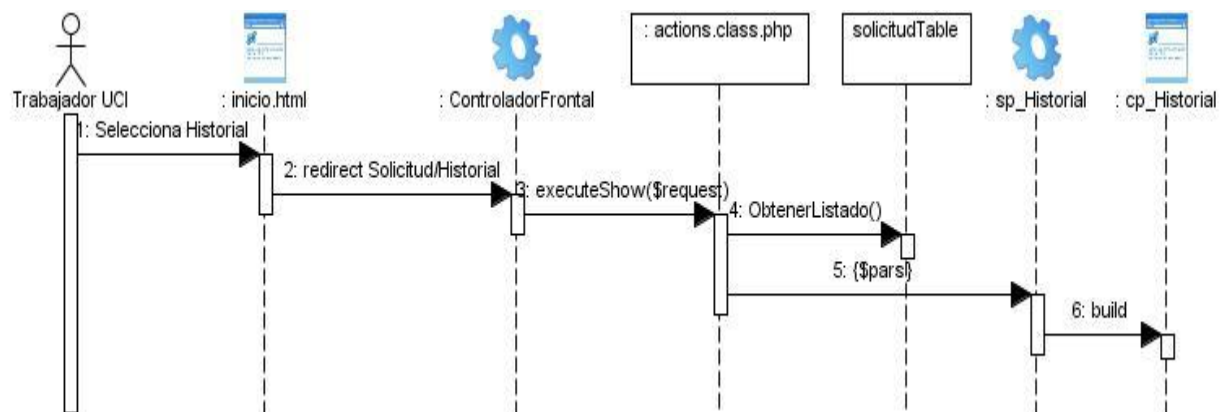 : actions.class.php
solicitudTable
Trabajador UCI
: inicio.html
: ControladorFrontal
: sp_Historial
: cp_Historial
1: Selecciona Historial
2: redirect Solicitud/Historial
3: executeShow($request)
4: ObtenerListado()
5: {$pars}
6: build